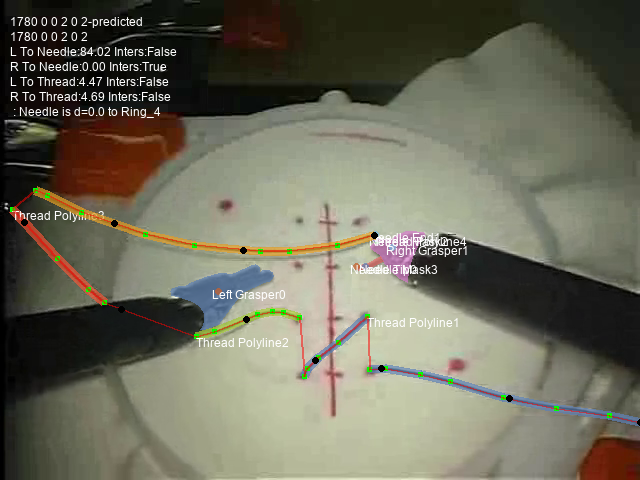 1780 0 0 2 0 2-predicted
1780 0 0 2 0 2
L To Needle:84.02 Inters:False
R To Needle:0.00 Inters:True
L To Thread:4.47 Inters:False
R To Thread:4.69 Inters:False
: Needle is d=0.0 to Ring_4
Thread Polyline3
Right Grasper1
Left Grasper0
Thread Polyline1
Thread Polyline2